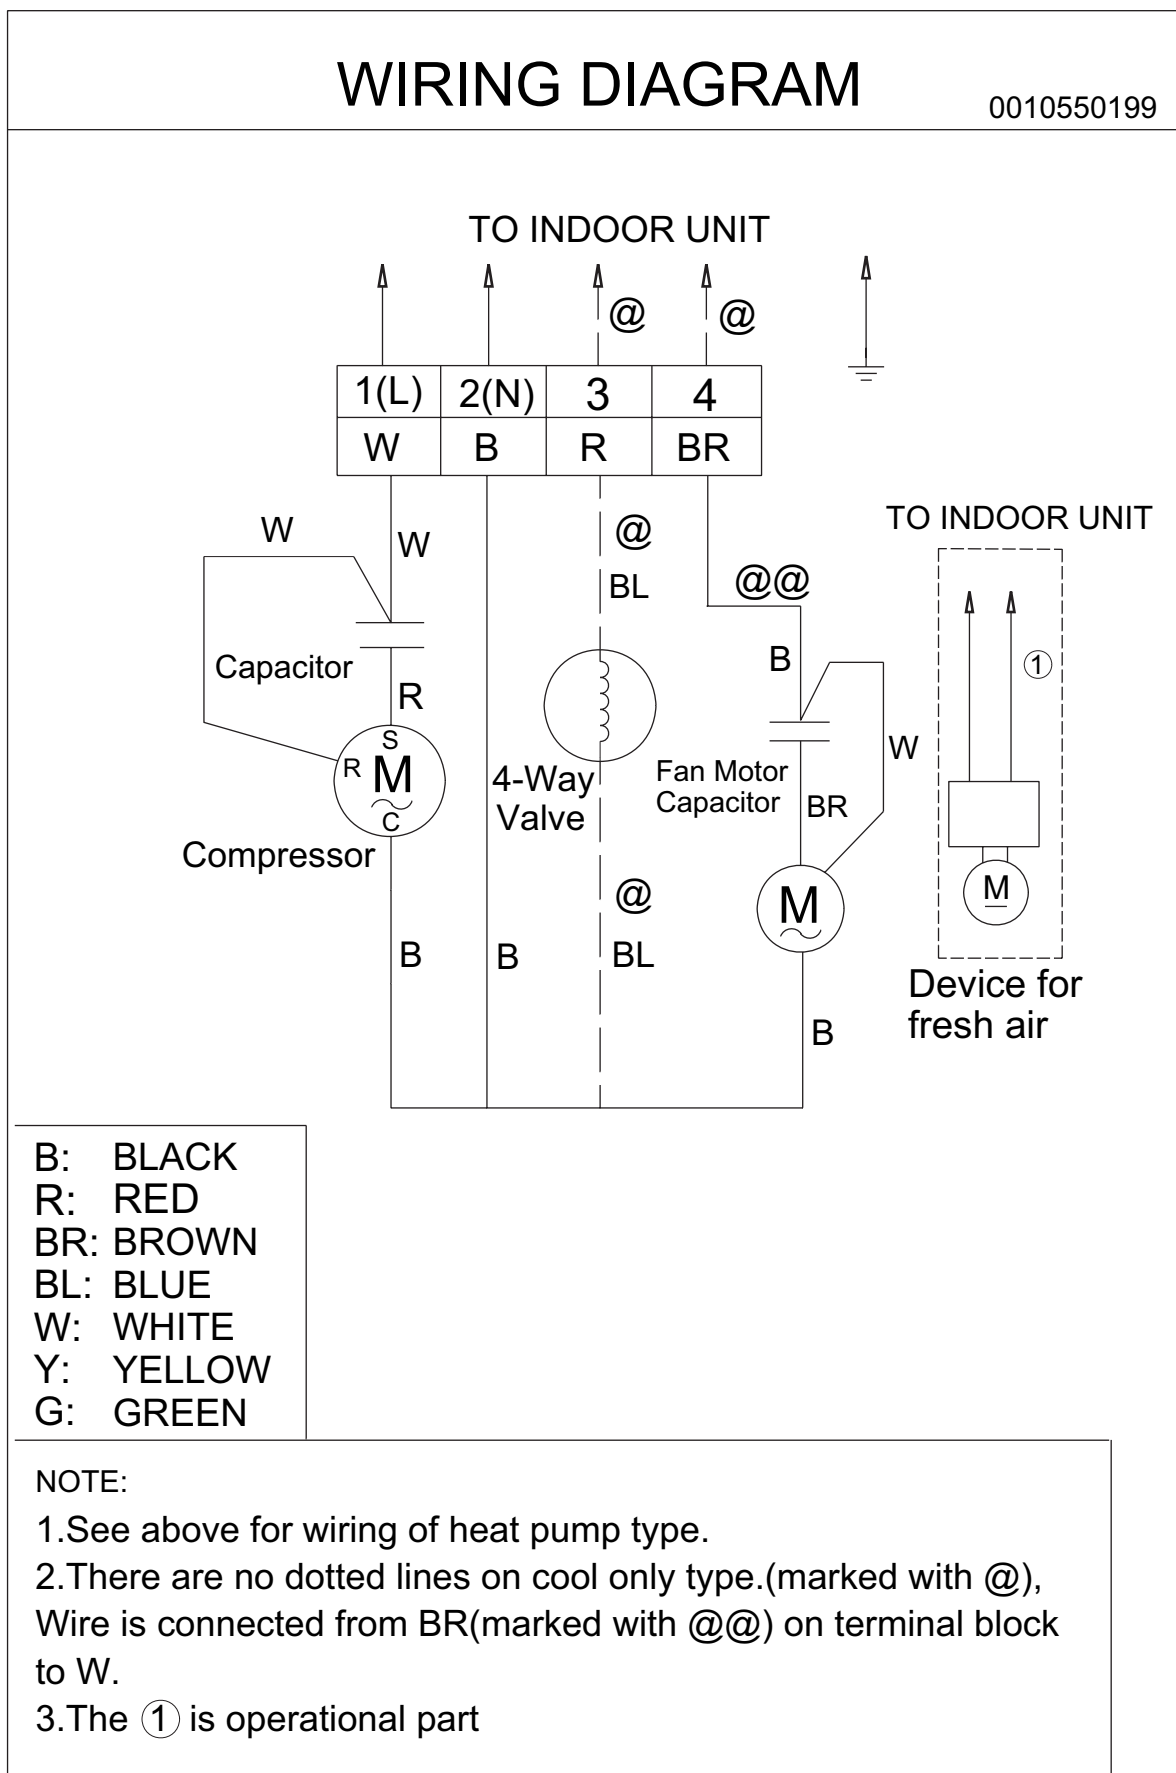 WIRING DIAGRAM
0010550199
TO INDOOR UNIT
@ @
1(L) 2(N) 3 4
W B R BR
TO INDOOR UNIT
W
W
@
BL
@@
B
①
Capacitor
R
W
S
R M
C
Compressor
4-Way
Valve
Fan Motor
Capacitor
BR
M
M
@
B
B
BL
B
Device for
fresh air
B: BLACK
R: RED
BR: BROWN
BL: BLUE
W: WHITE
Y: YELLOW
G: GREEN
NOTE:
1.See above for wiring of heat pump type.
2.There are no dotted lines on cool only type.(marked with @),
Wire is connected from BR(marked with @@) on terminal block
to W.
3.The ① is operational part